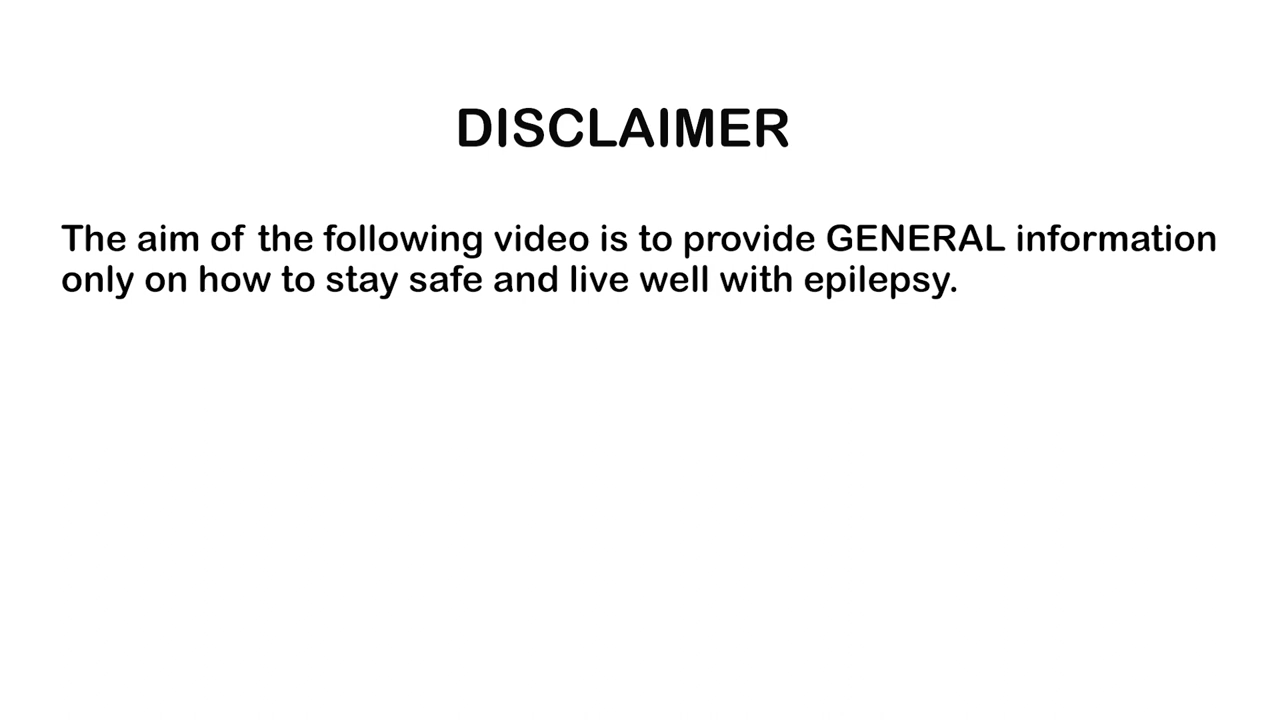 DISCLAIMER
The aim of the following video is to provide GENERAL information
only on how to stay safe and live well with epilepsy.